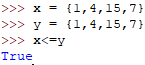 >>> x = {1,4,15,7}
>>> y = {1,4,15,7}
>>> x<=y
True